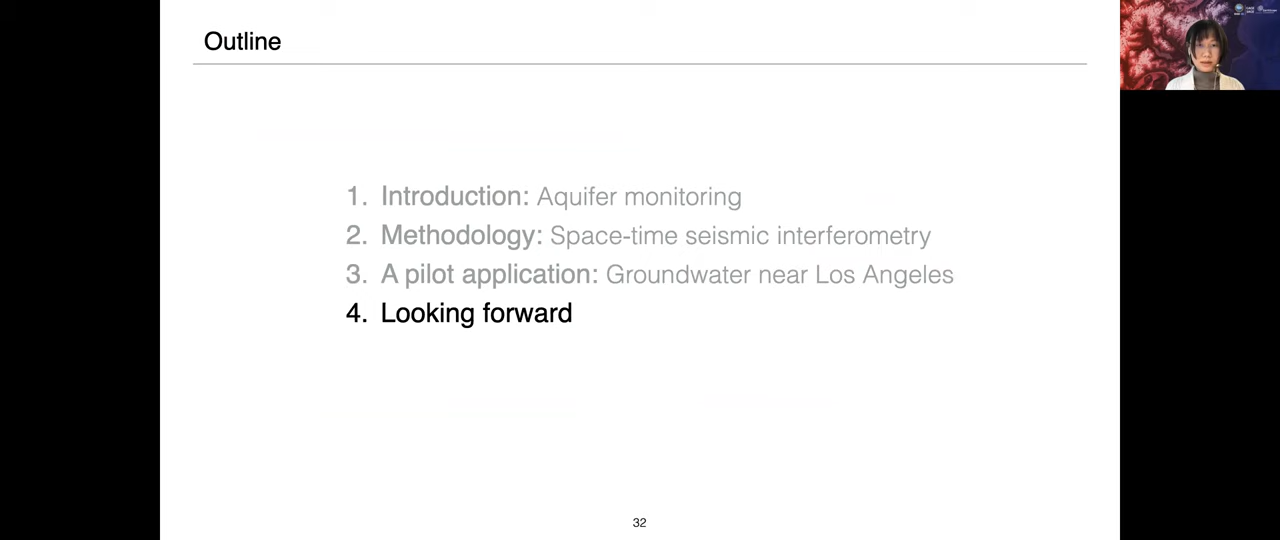 Outline
1. Introduction: Aquifer monitoring
2. Methodology: Space-time seismic interferometry
3. A pilot application: Groundwater near Los Angeles
4. Looking forward
32